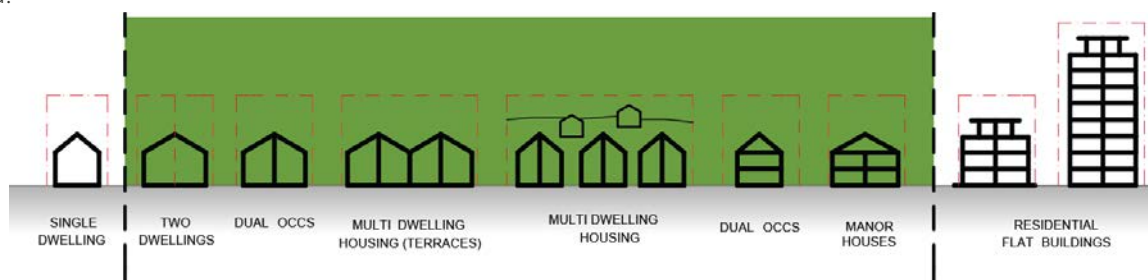 SINGLE
DWELLING
TWO
DWELLINGS
DUAL OCCS
MULTI DWELLING
HOUSING (TERRACES)
MULTI DWELLING
HOUSING
DUAL OCCS
MANOR
HOUSES
RESIDENTIAL
FLAT BUILDINGS